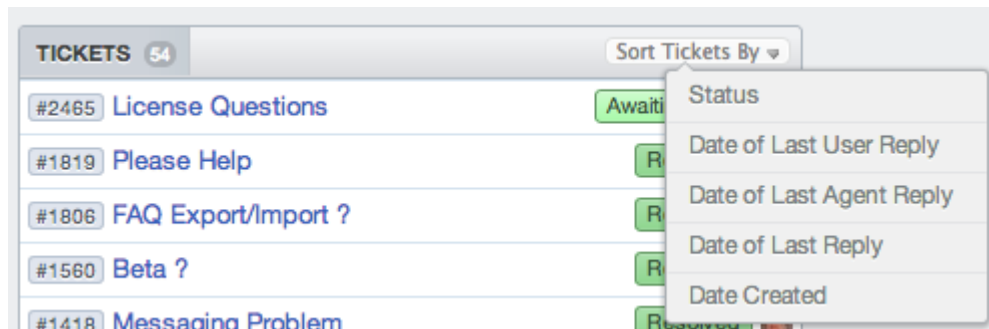 TICKETS 54
Sort Tickets By
#2465 License Questions
Awaiti
#1819 Please Help
R
#1806 FAQ Export/Import ?
R
#1560 Beta ?
R
#1418 Messaging Problem
Resolved
Status
Date of Last User Reply
Date of Last Agent Reply
Date of Last Reply
Date Created